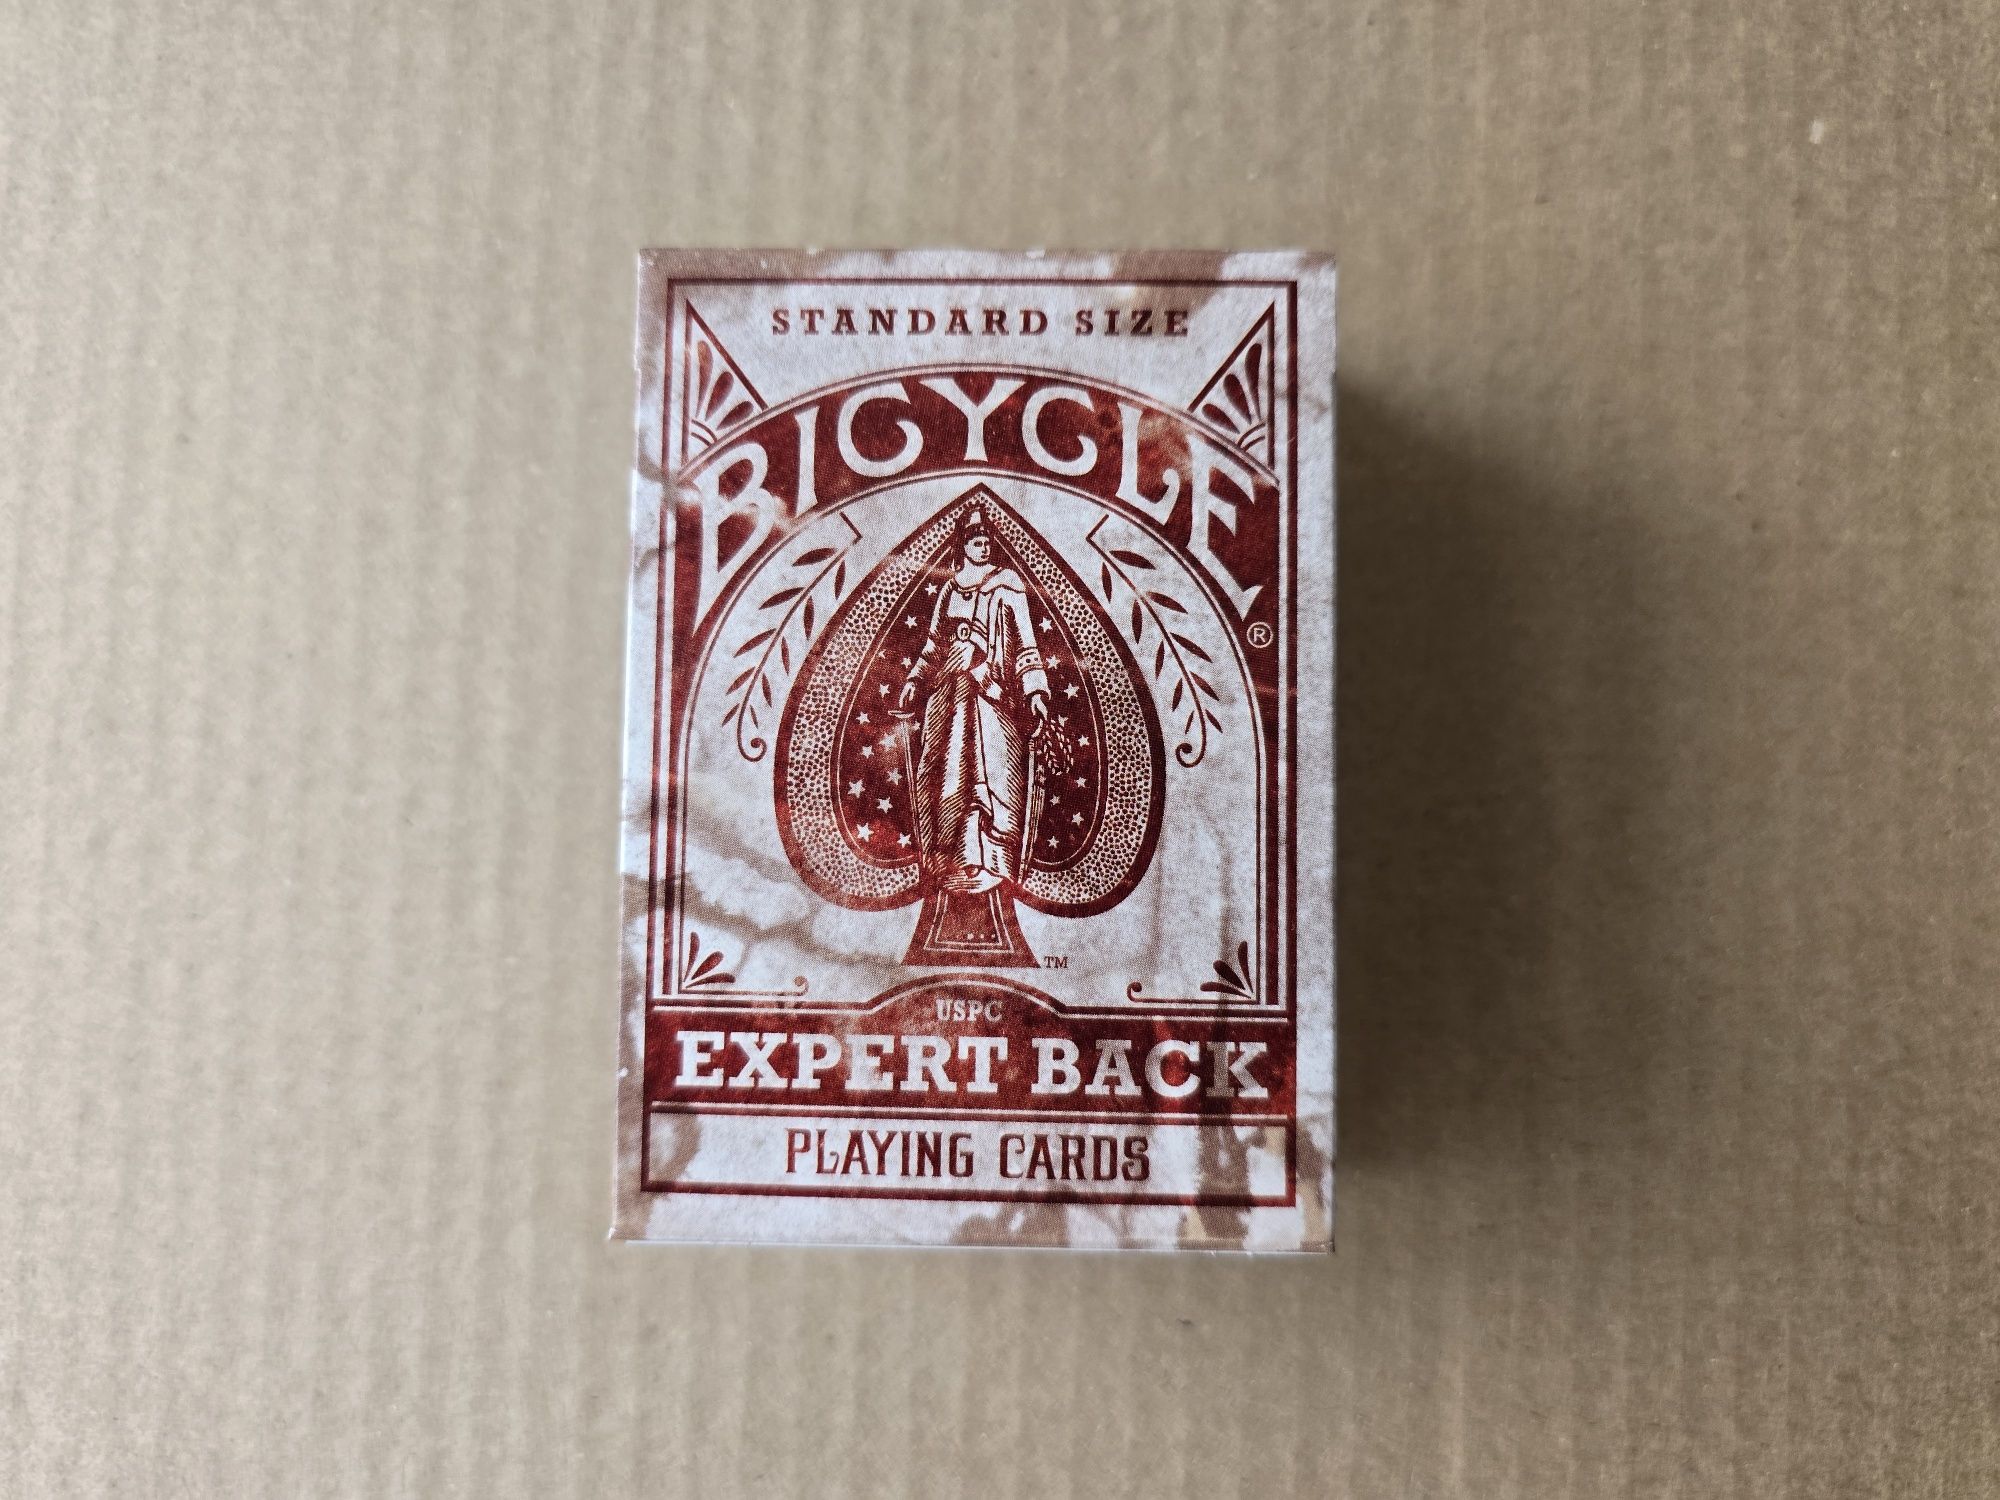 STANDARD SIZE
BICYCLE®
TM
USPC
EXPERT BACK
PLAYING CARDS